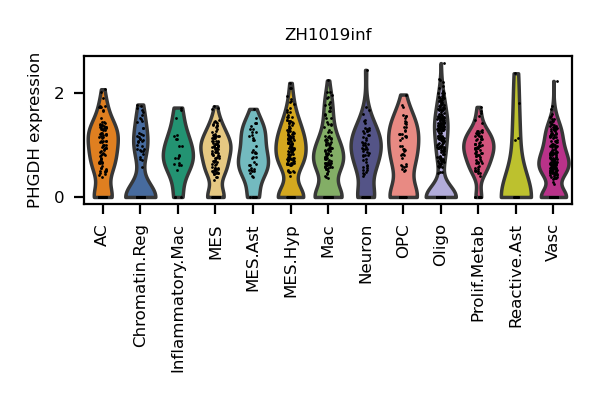 ZH1019inf
PHGDH expression
2
0
AC
Chromatin.Reg
Inflammatory.Mac
MES
MES.Ast
MES.Hyp
Mac
Neuron
OPC
Oligo
Prolif.Metab
Reactive.Ast
Vasc